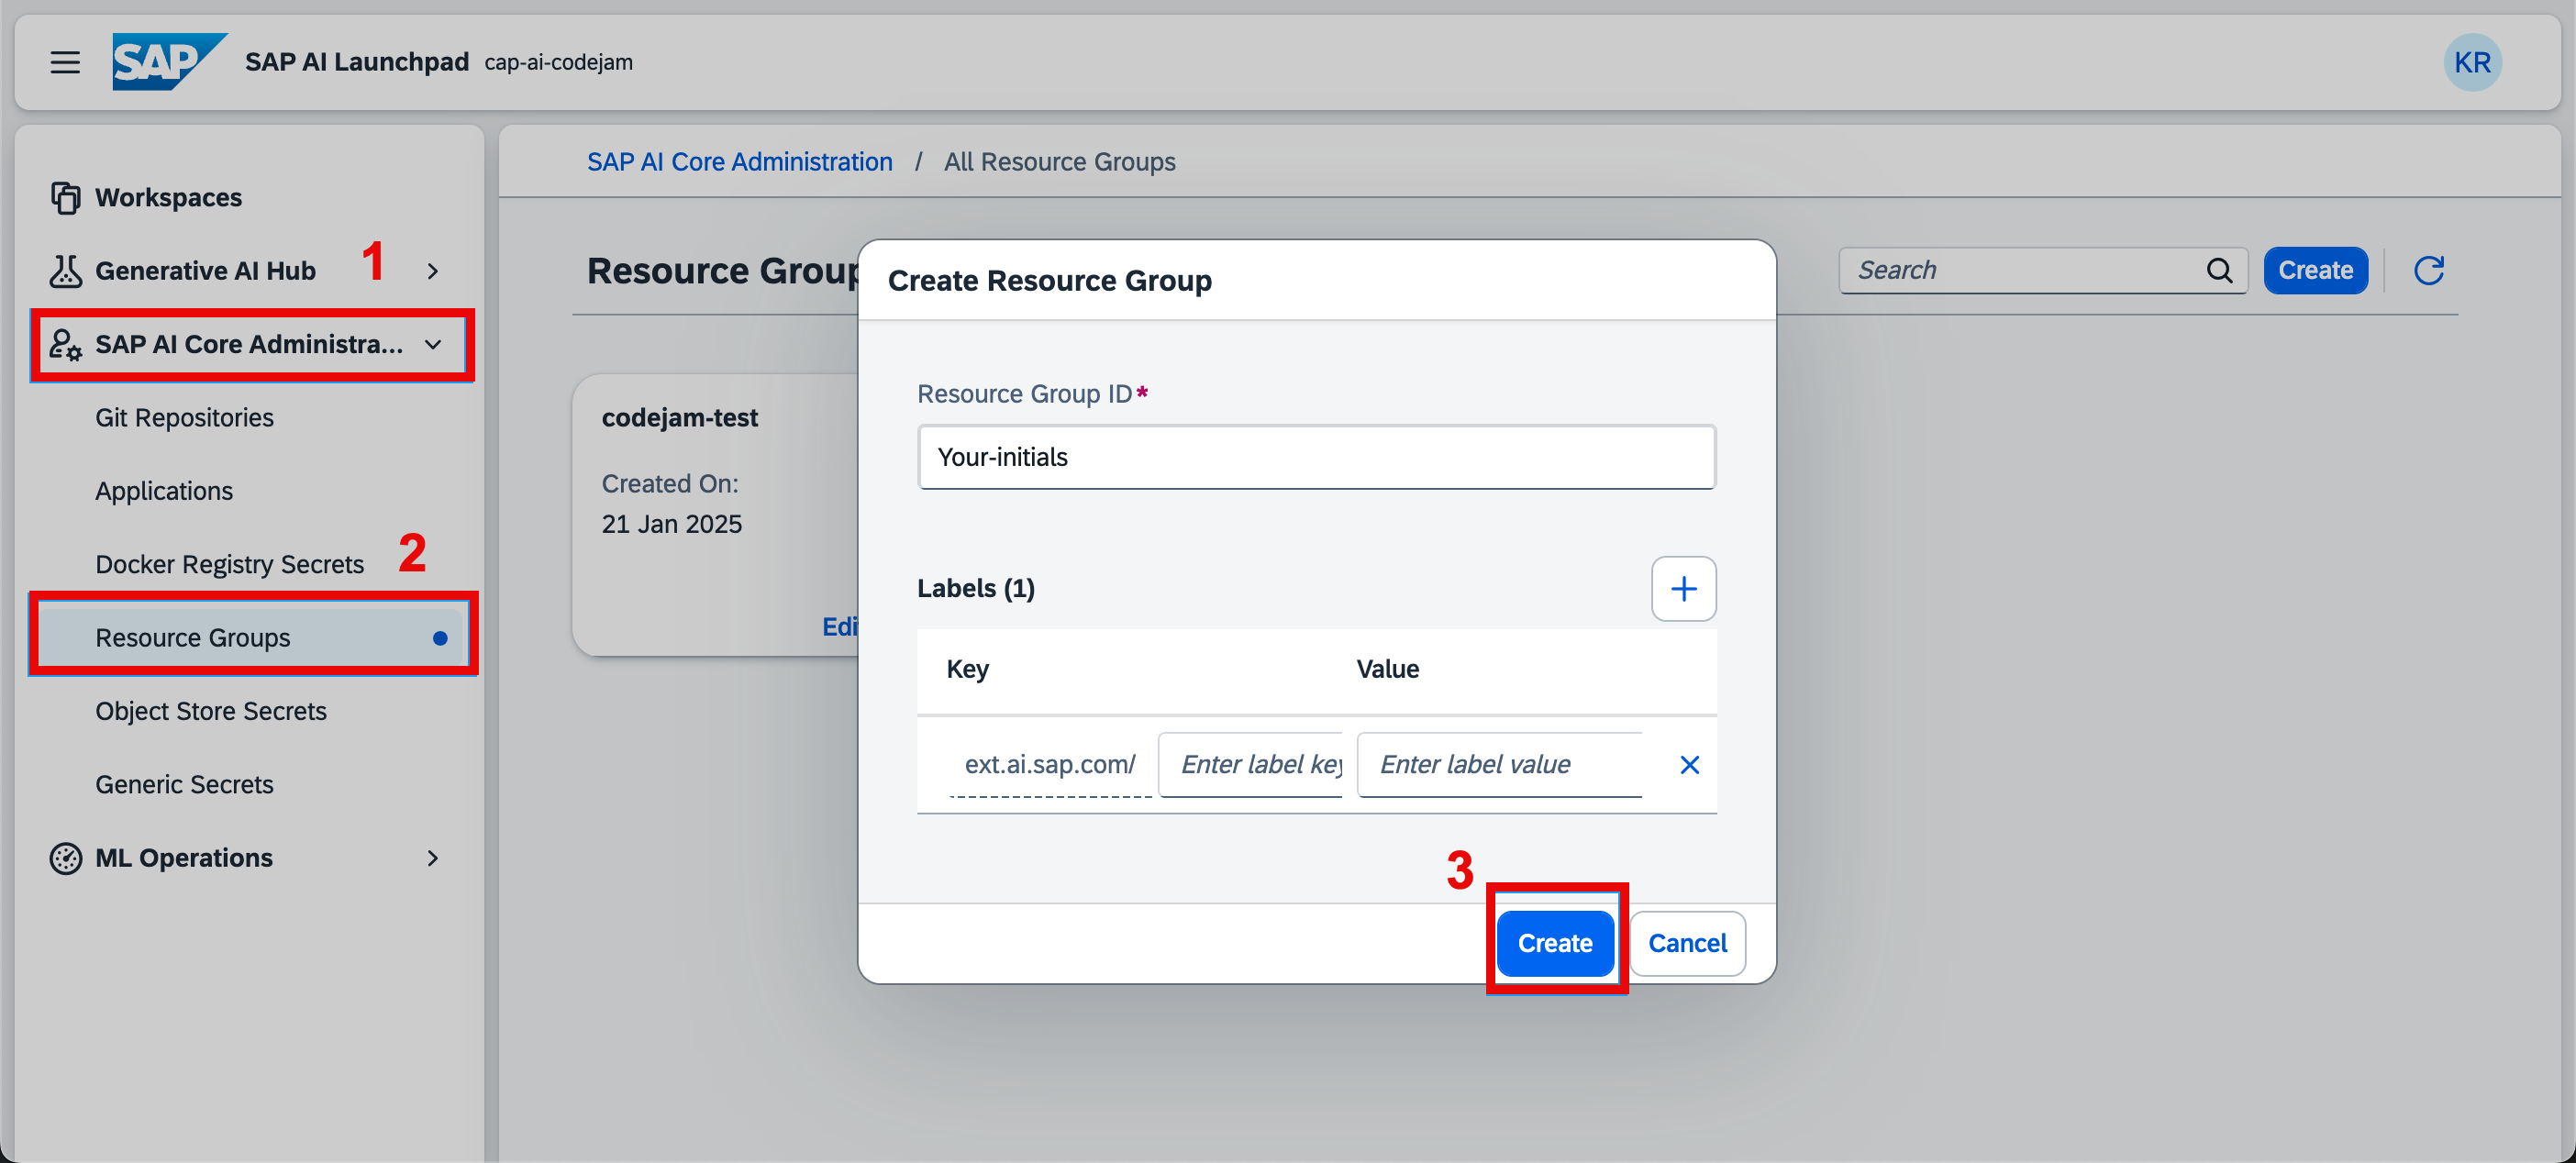 SAP SAP AI Launchpad cap-ai-codejam KR
Workspaces
Generative AI Hub 1
SAP AI Core Administra...
Git Repositories
Applications
Docker Registry Secrets 2
Resource Groups
Object Store Secrets
Generic Secrets
ML Operations
SAP AI Core Administration / All Resource Groups
Resource Group
Search Create
codejam-test
Created On:
21 Jan 2025
Edi
Create Resource Group
Resource Group ID*
Your-initials
Labels (1)
Key Value
ext.ai.sap.com/ Enter label key Enter label value
3
Create Cancel